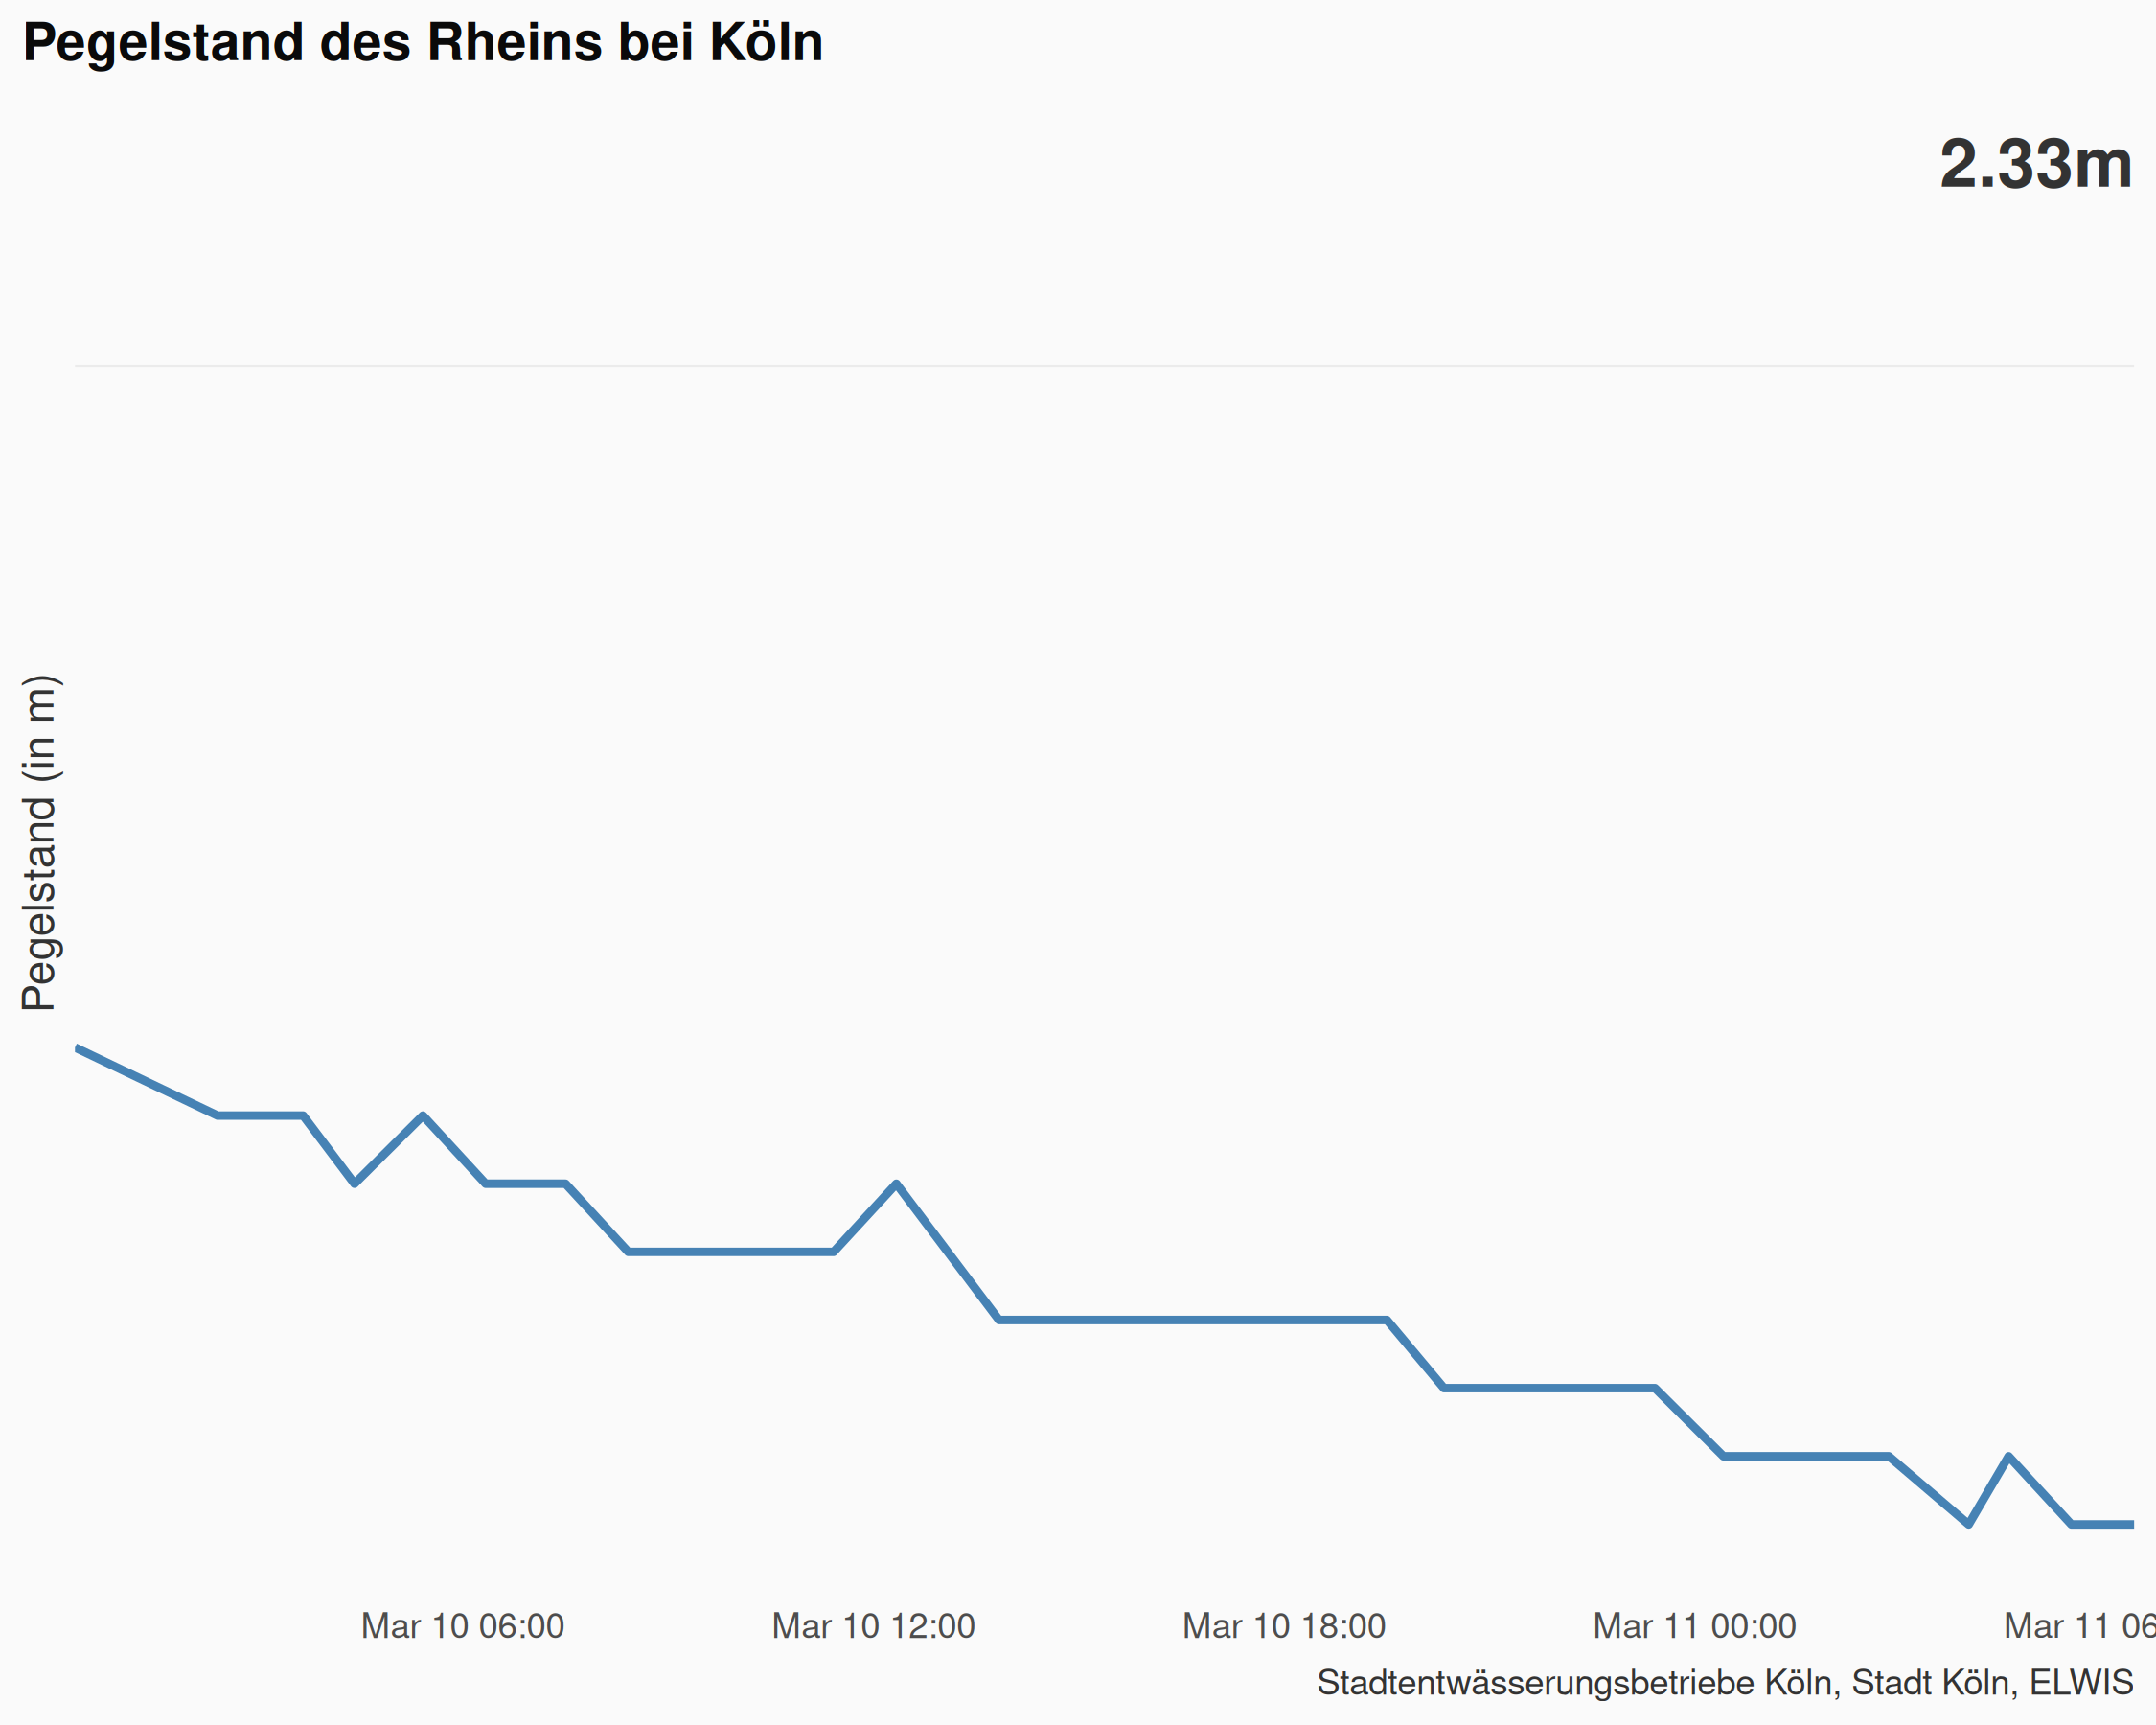 Pegelstand des Rheins bei Köln
2.33m
Pegelstand (in m)
Mar 10 06:00 Mar 10 12:00 Mar 10 18:00 Mar 11 00:00 Mar 11 06
Stadtentwässerungsbetriebe Köln, Stadt Köln, ELWIS